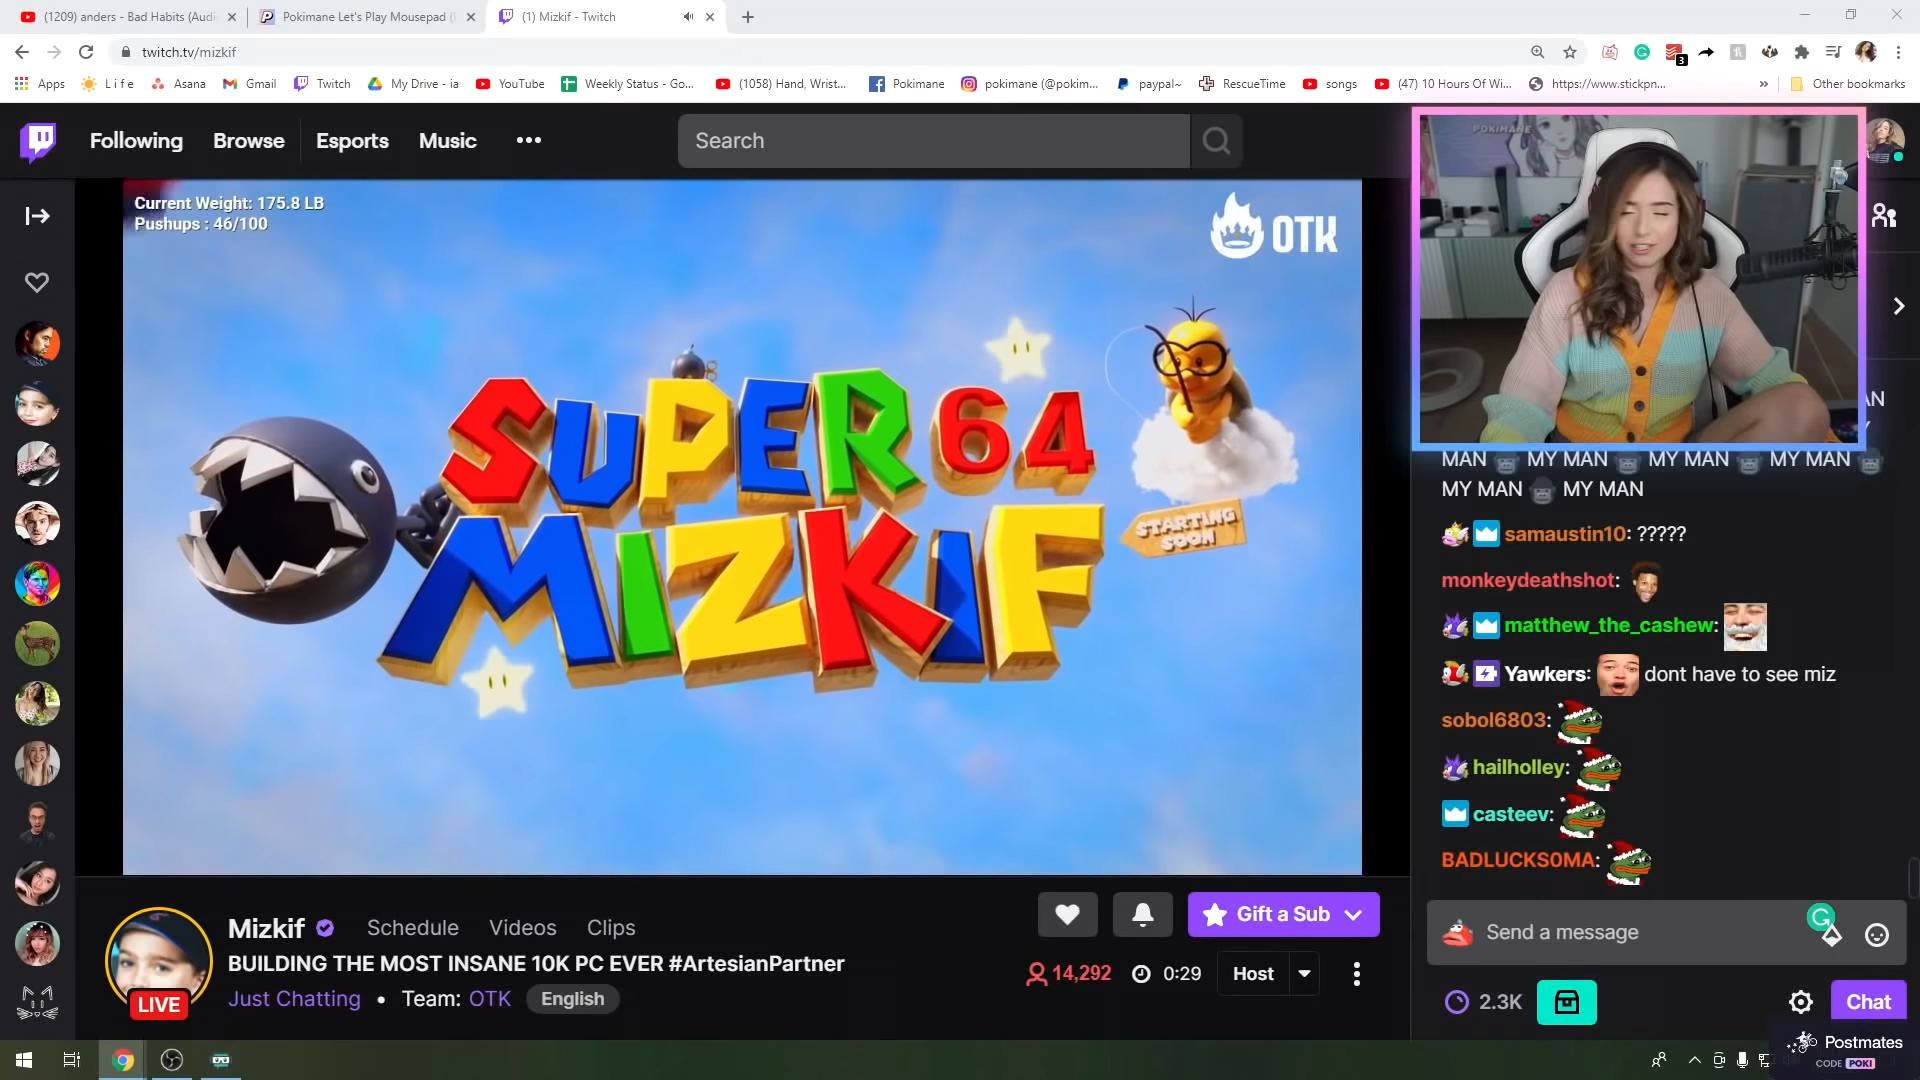 (1209) anders - Bad Habits (Audi
Pokimane Let's Play Mousepad (
(1) Mizkif - Twitch
twitch.tv/mizkif
3
Apps
Life
Asana
Gmail
Twitch
My Drive - ia
YouTube
Weekly Status - Go...
(1058) Hand, Wrist...
Pokimane
pokimane (@pokim...
paypal~
RescueTime
songs
(47) 10 Hours Of Wi...
https://www.stickpn...
»
Other bookmarks
Following
Browse
Esports
Music
Search
POKIMANE
Current Weight: 175.8 LB
Pushups : 46/100
OTK
SUPER 64
MIZKIF
STARTING
SOON
MAN MY MAN MY MAN MY MAN
MY MAN MY MAN
samaustin10: ?????
monkeydeathshot:
matthew_the_cashew:
Yawkers: dont have to see miz
sobol6803:
hailholley:
casteev:
BADLUCKS0MA:
Send a message
2.3K
Chat
Mizkif
Schedule
Videos
Clips
Gift a Sub
BUILDING THE MOST INSANE 10K PC EVER #ArtesianPartner
14,292
0:29
Host
LIVE
Just Chatting • Team: OTK English
Postmates
CODE POKI